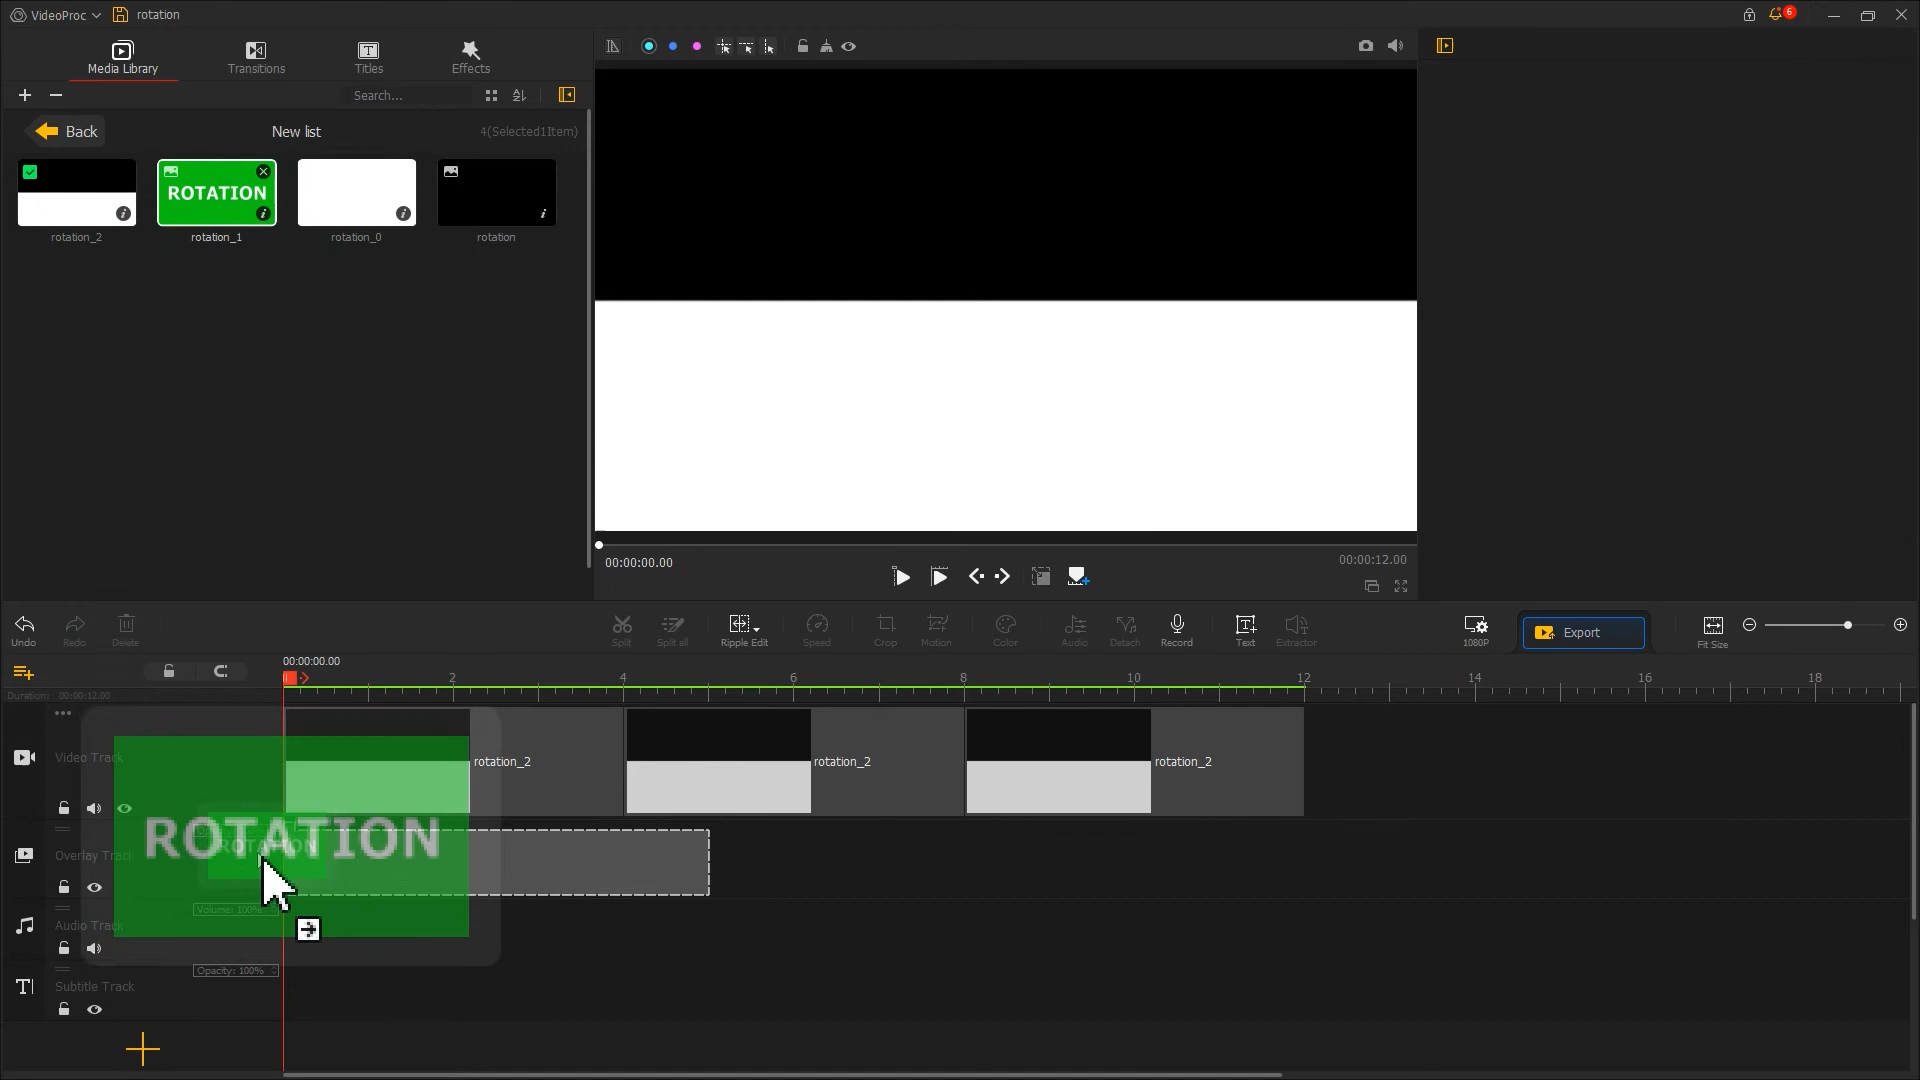 VideoProc
rotation
6
Media Library
Transitions
Titles
Effects
Search...
Back
New list
4(Selected1Item)
ROTATION
rotation_2
rotation_1
rotation_0
rotation
00:00:00.00
00:00:12.00
Undo
Redo
Delete
Split
Split all
Ripple Edit
Speed
Crop
Motion
Color
Audio
Detach
Record
Text
Extractor
1080P
Export
Fit Size
00:00:00.00
2
4
6
8
10
12
14
16
18
Duration: 00:00:12.00
Video Track
rotation_2
rotation_2
rotation_2
ROTATION
ROTATION
Overlay Track
Volume: 100%
Audio Track
Opacity: 100%
Subtitle Track